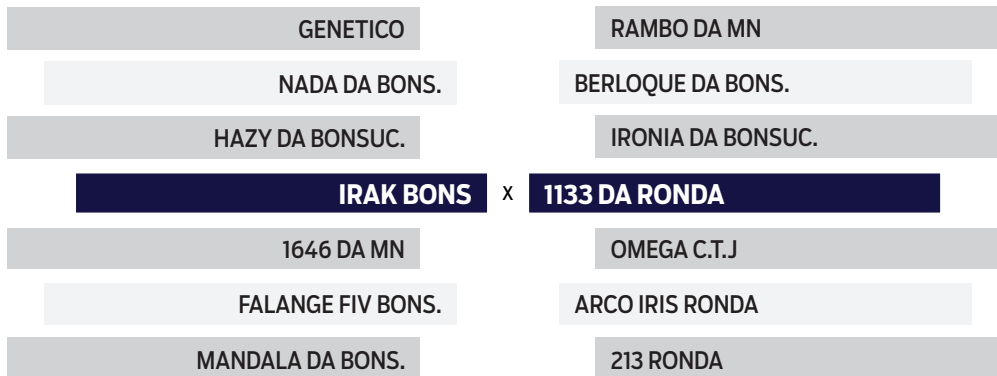 GENETICO RAMBO DA MN
NADA DA BONS. BERLOQUE DA BONS.
HAZY DA BONSUC. IRONIA DA BONSUC.
IRAK BONS x 1133 DA RONDA
1646 DA MN OMEGA C.T.J
FALANGE FIV BONS. ARCO IRIS RONDA
MANDALA DA BONS. 213 RONDA